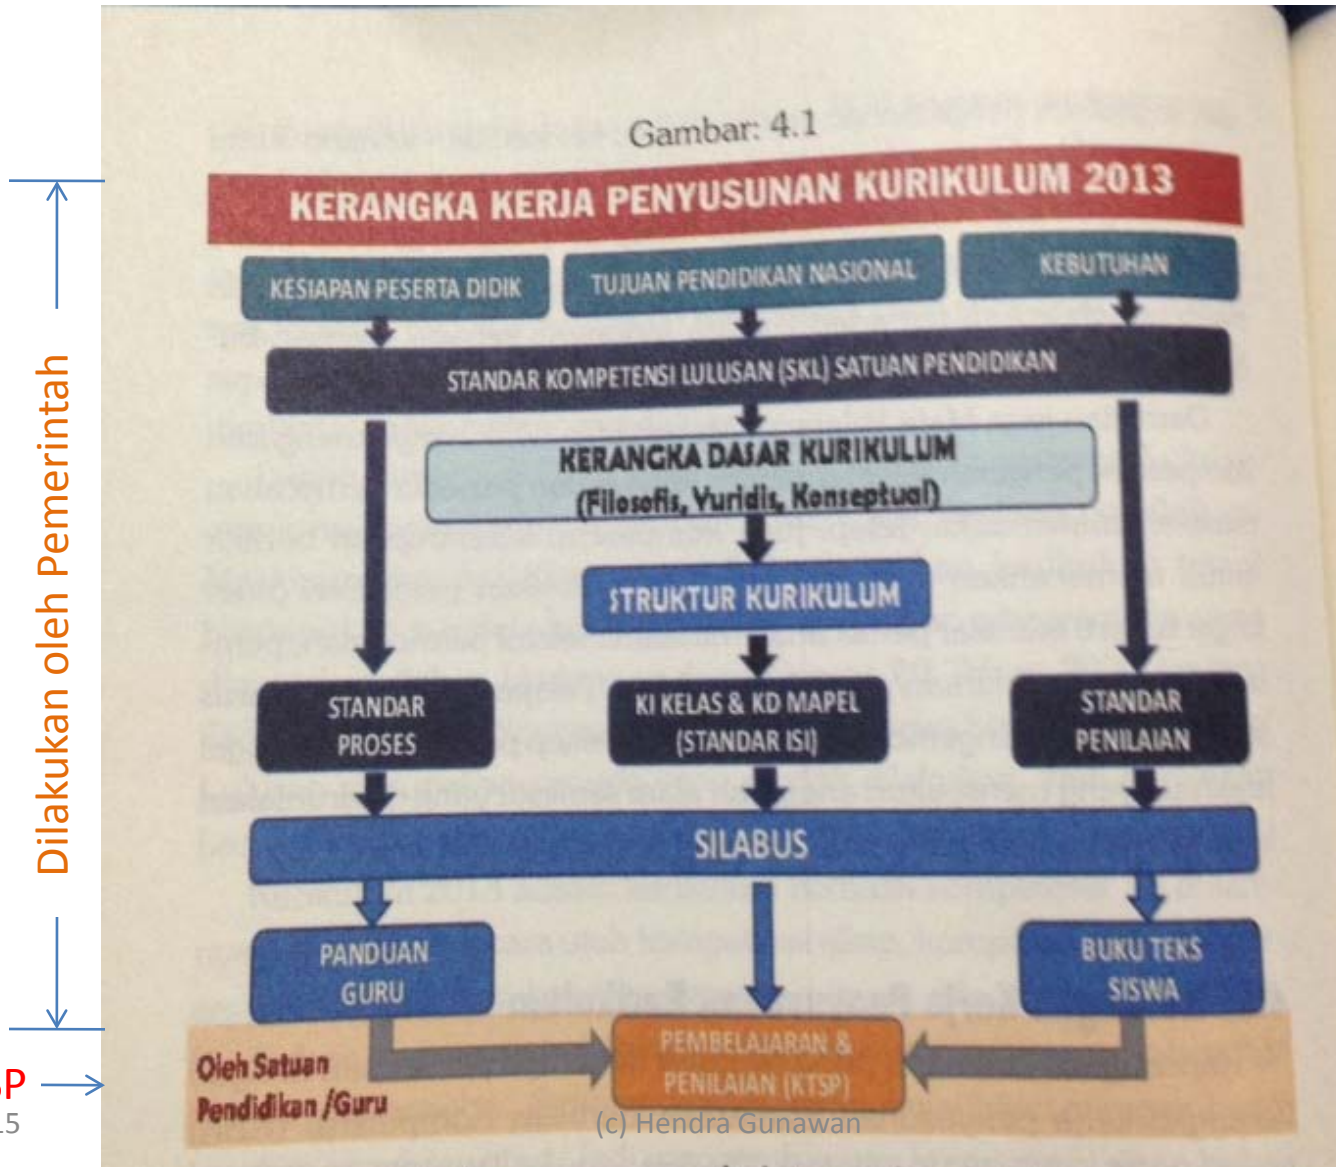 Gambar: 4.1
KERANGKA KERJA PENYUSUNAN KURIKULUM 2013
KESIAPAN PESERTA DIDIK
TUJUAN PENDIDIKAN NASIONAL
KEBUTUHAN
STANDAR KOMPETENSI LULUSAN (SKL) SATUAN PENDIDIKAN
KERANGKA DASAR KURIKULUM
(Filosofis, Yuridis, Konseptual)
STRUKTUR KURIKULUM
STANDAR
PROSES
KI KELAS & KD MAPEL
(STANDAR ISI)
STANDAR
PENILAIAN
SILABUS
PANDUAN
GURU
BUKU TEKS
SISWA
PEMBELAJARAN &
PENILAIAN (KTSP)
Oleh Satuan
Pendidikan /Guru
Dilakukan oleh Pemerintah
(c) Hendra Gunawan